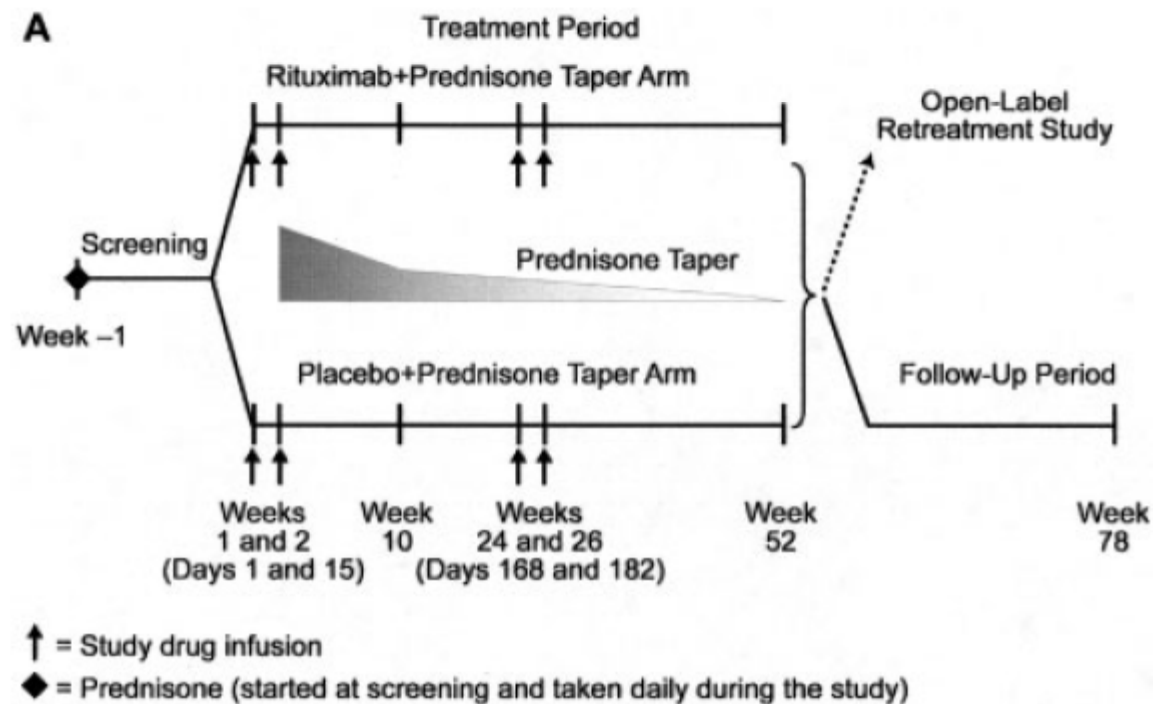 A
Treatment Period
Rituximab+Prednisone Taper Arm
Open-Label
Retreatment Study
Screening
Prednisone Taper
Week –1
Placebo+Prednisone Taper Arm
Follow-Up Period
Weeks
1 and 2
(Days 1 and 15)
Week
10
Weeks
24 and 26
(Days 168 and 182)
Week
52
Week
78
= Study drug infusion
= Prednisone (started at screening and taken daily during the study)